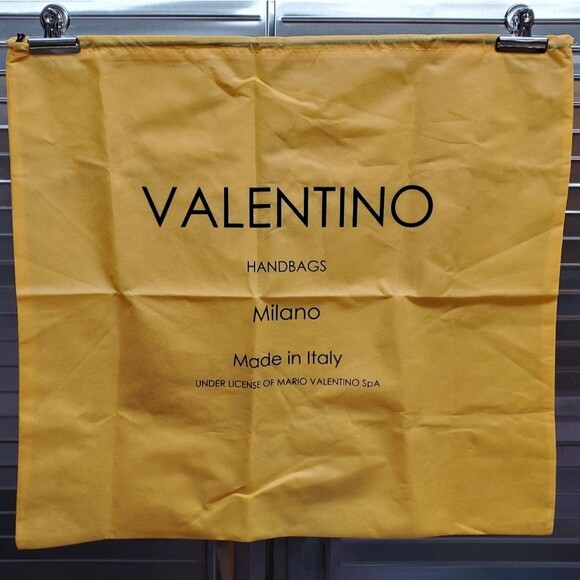 VALENTINO
HANDBAGS
Milano
Made in Italy
UNDER LICENSE OF MARIO VALENTINO SpA